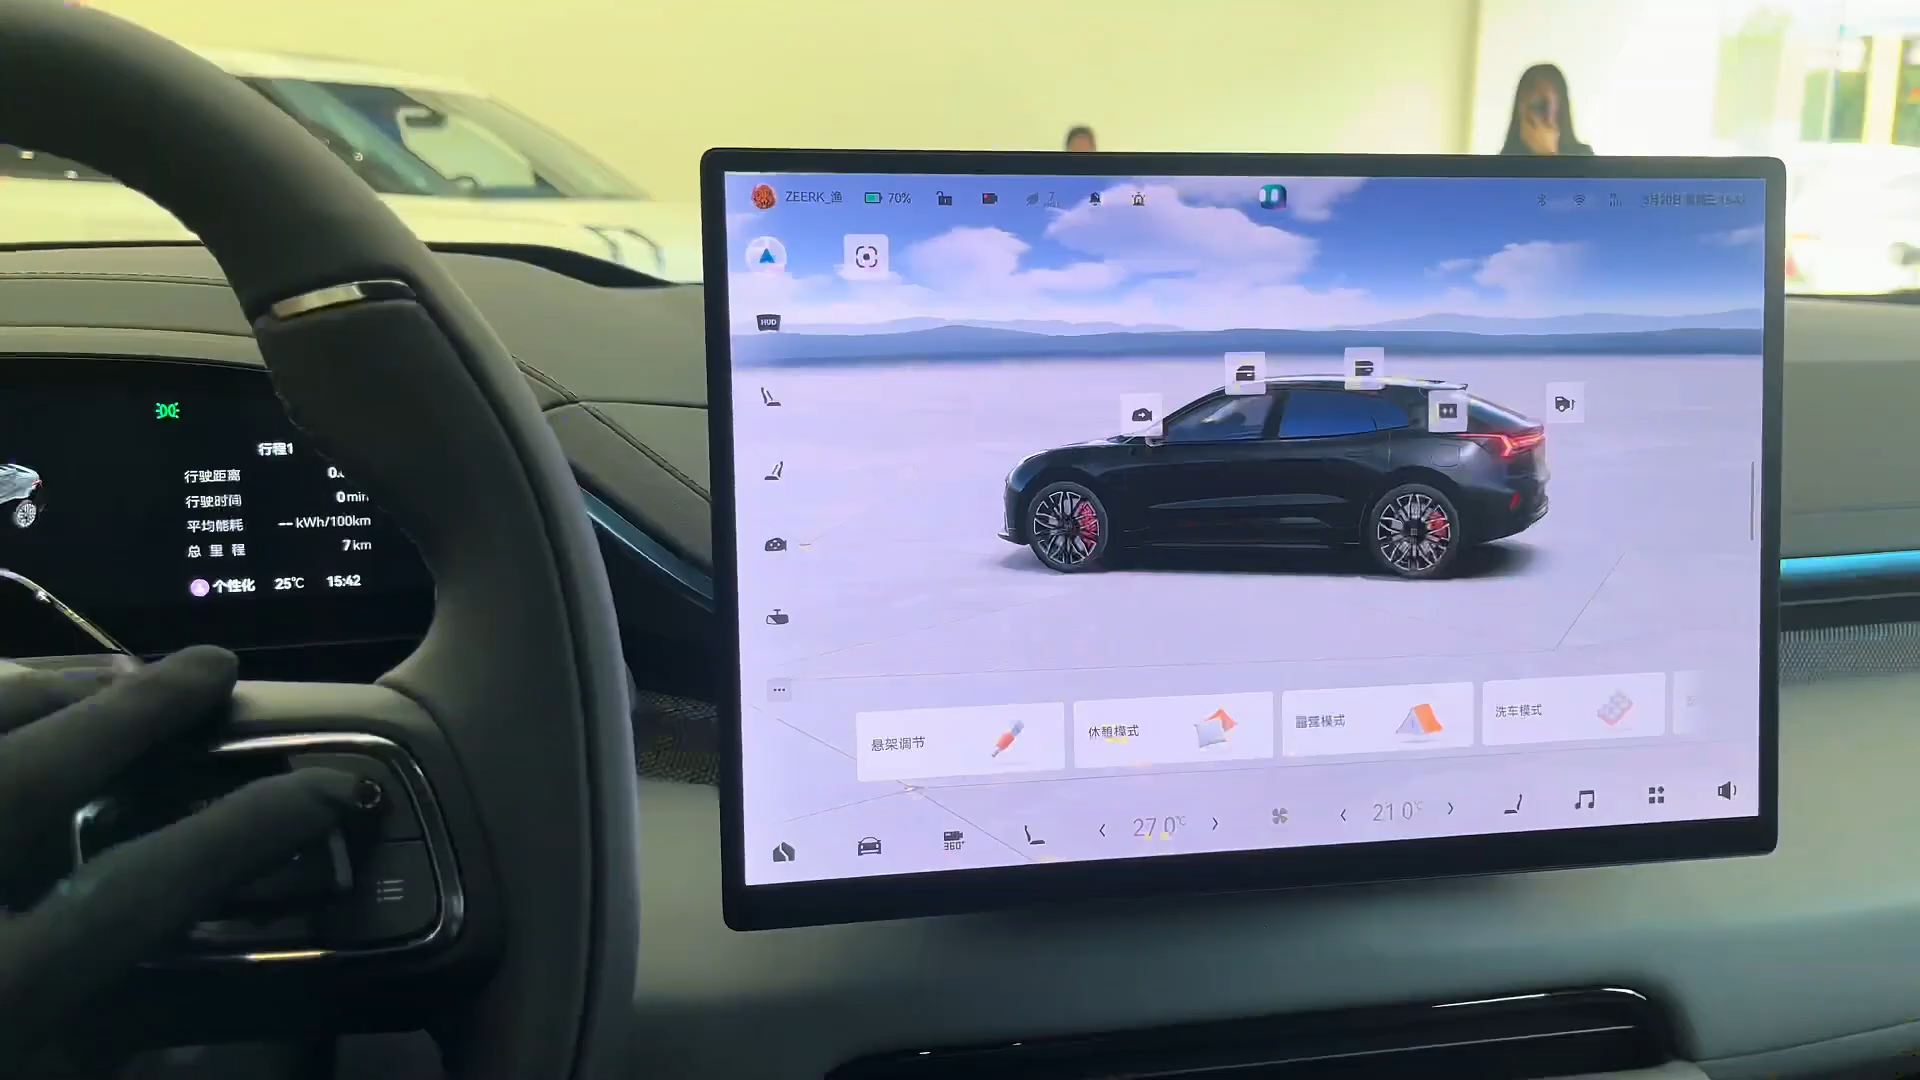 ZEERK_渔 70%
HUD
行程1
行驶距离
行驶时间 0min
平均能耗 -- kWh/100km
总里程 7km
个性化 25℃ 15:42
悬架调节
休憩模式
露营模式
洗车模式
360°
27.0℃
21.0℃